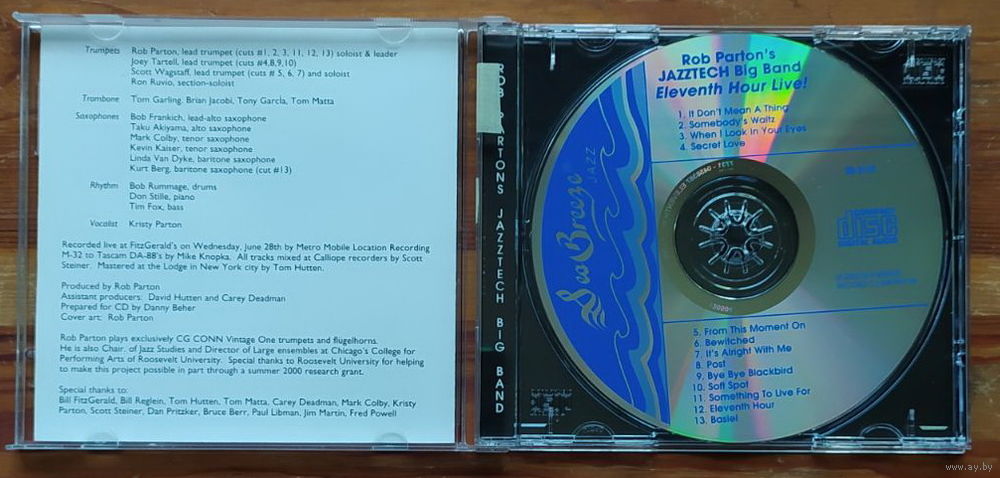 Trumpets Rob Parton, lead trumpet (cuts #1, 2, 3, 11, 12, 13) soloist & leader
Joey Tartell, lead trumpet (cuts #4,8,9,10)
Scott Wagstaff, lead trumpet (cuts # 5, 6, 7) and soloist
Ron Ruvio, section-soloist
Trombone Tom Garling, Brian Jacobi, Tony Garcia, Tom Matta
Saxophones Bob Frankich, lead-alto saxophone
Taku Akiyama, alto saxophone
Mark Colby, tenor saxophone
Kevin Kaiser, tenor saxophone
Linda Van Dyke, baritone saxophone
Kurt Berg, baritone saxophone (cut #13)
Rhythm Bob Rummage, drums
Don Stille, piano
Tim Fox, bass
Vocalist Kristy Parton
Recorded live at FitzGerald's on Wednesday, June 28th by Metro Mobile Location Recording
M-32 to Tascam DA-88's by Mike Knopka. All tracks mixed at Calliope recorders by Scott
Steiner. Mastered at the Lodge in New York city by Tom Hutten.
Produced by Rob Parton
Assistant producers: David Hutten and Carey Deadman
Prepared for CD by Danny Beher
Cover art: Rob Parton
Rob Parton plays exclusively CG CONN Vintage One trumpets and flugelhorns.
He is also Chair. of Jazz Studies and Director of Large ensembles at Chicago's College for
Performing Arts of Roosevelt University. Special thanks to Roosevelt University for helping
to make this project possible in part through a summer 2000 research grant.
Special thanks to:
Bill FitzGerald, Bill Reglein, Tom Hutten, Tom Matta, Carey Deadman, Mark Colby, Kristy
Parton, Scott Steiner, Dan Pritzker, Bruce Berr, Paul Libman, Jim Martin, Fred Powell
ROB PARTONS JAZZTECH BIG BAND
Rob Parton's
JAZZTECH Big Band
Eleventh Hour Live!
1. It Don't Mean A Thing
2. Somebody's Waltz
3. When I Look In Your Eyes
4. Secret Love
Sea Breeze
JAZZ
COMPACT
disc
DIGITAL AUDIO
5. From This Moment On
6. Bewitched
7. It's Alright With Me
8. Post
9. Bye Bye Blackbird
10. Soft Spot
11. Something To Live For
12. Eleventh Hour
13. Basiel
www.ay.by